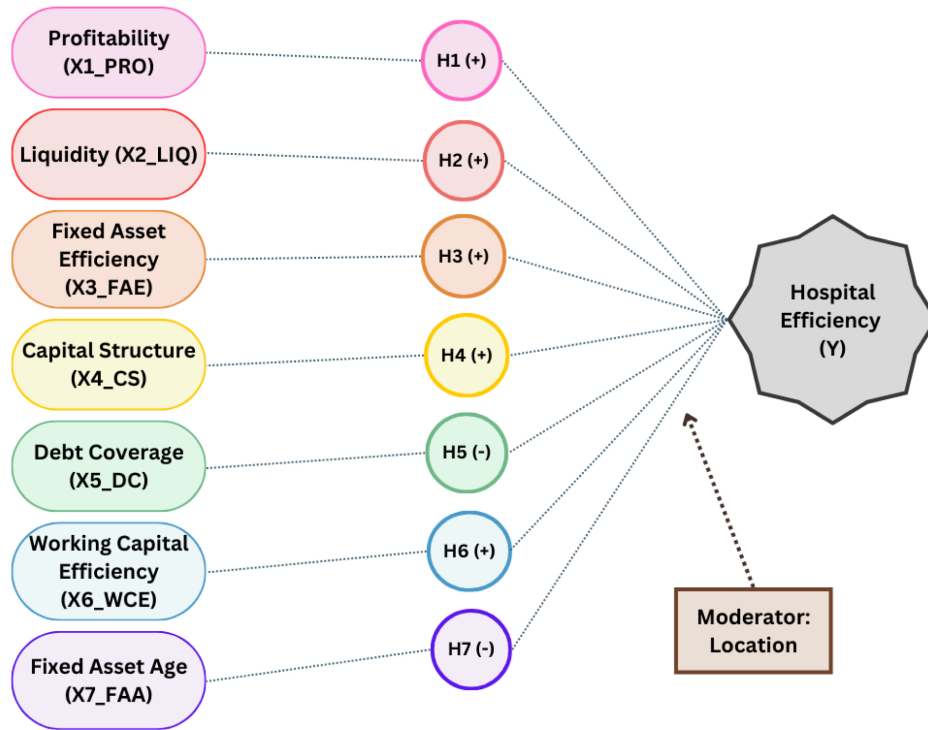 Profitability
(X1_PRO)
H1 (+)
Liquidity (X2_LIQ)
H2 (+)
Fixed Asset
Efficiency
(X3_FAE)
H3 (+)
Capital Structure
(X4_CS)
H4 (+)
Debt Coverage
(X5_DC)
H5 (-)
Working Capital
Efficiency
(X6_WCE)
H6 (+)
Fixed Asset Age
(X7_FAA)
H7 (-)
Hospital
Efficiency
(Y)
Moderator:
Location